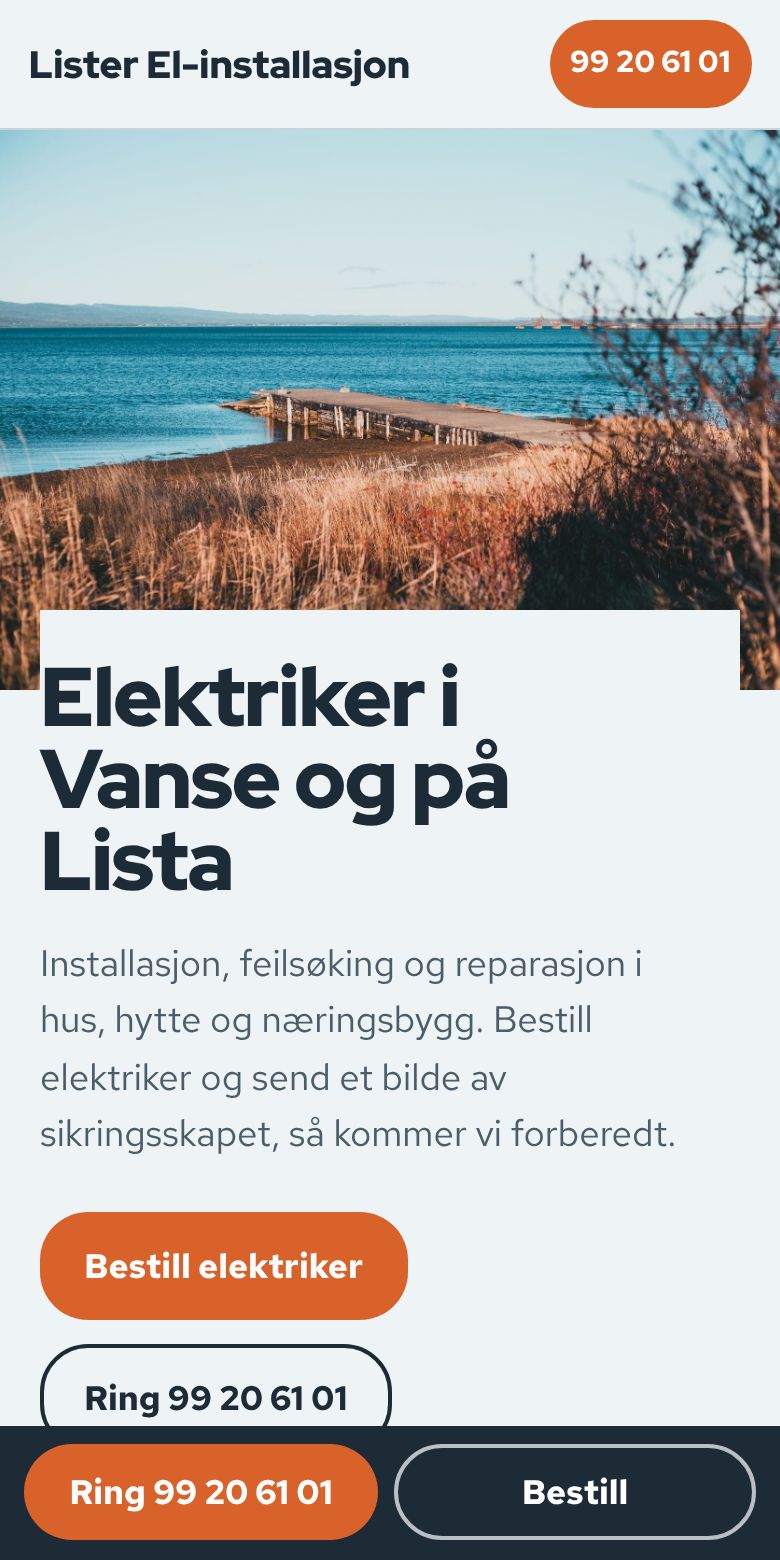 Lister El-installasjon
99 20 61 01
Elektriker i
Vanse og på
Lista
Installasjon, feilsøking og reparasjon i
hus, hytte og næringsbygg. Bestill
elektriker og send et bilde av
sikringsskapet, så kommer vi forberedt.
Bestill elektriker
Ring 99 20 61 01
Ring 99 20 61 01
Bestill